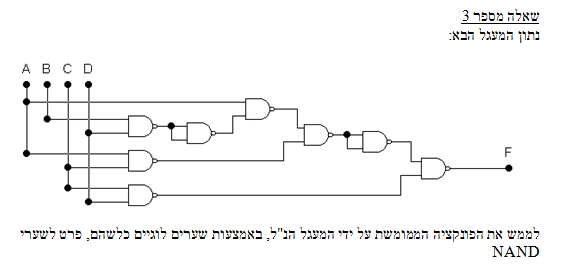 שאלה מספר 3
נתון המעגל הבא:
A B C D
F
לממש את הפונקציה הממומשת על ידי המעגל הנ"ל, באמצעות שערים לוגיים כלשהם, פרט לשערי
NAND